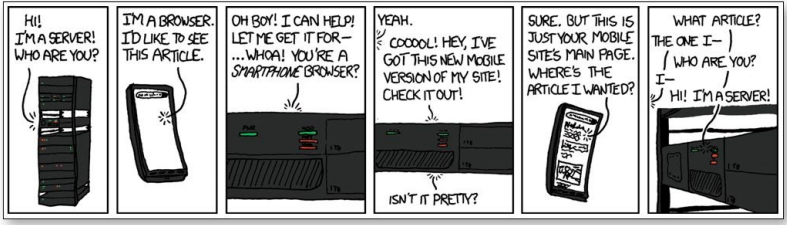 HI!
I'M A SERVER!
WHO ARE YOU?
I'M A BROWSER.
I'D LIKE TO SEE
THIS ARTICLE.
OH BOY! I CAN HELP!
LET ME GET IT FOR—
...WHOA! YOU'RE A
SMARTPHONE BROWSER?
YEAH.
COOOOL! HEY, I'VE
GOT THIS NEW MOBILE
VERSION OF MY SITE!
CHECK IT OUT!
ISN'T IT PRETTY?
SURE. BUT THIS IS
JUST YOUR MOBILE
SITE'S MAIN PAGE.
WHERE'S THE
ARTICLE I WANTED?
WHAT ARTICLE?
THE ONE I—
WHO ARE YOU?
I—
HI! I'M A SERVER!